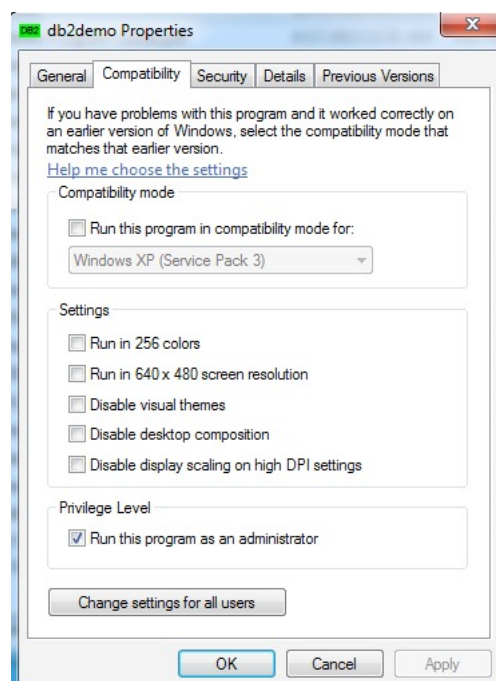 DB2 db2demo Properties
General Compatibility Security Details Previous Versions
If you have problems with this program and it worked correctly on
an earlier version of Windows, select the compatibility mode that
matches that earlier version.
Help me choose the settings
Compatibility mode
Run this program in compatibility mode for:
Windows XP (Service Pack 3)
Settings
Run in 256 colors
Run in 640 x 480 screen resolution
Disable visual themes
Disable desktop composition
Disable display scaling on high DPI settings
Privilege Level
Run this program as an administrator
Change settings for all users
OK Cancel Apply